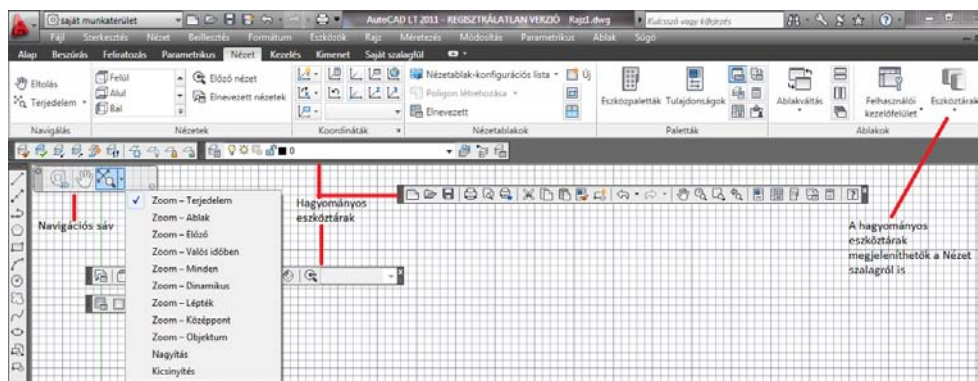 saját munkaterület
AutoCAD LT 2011 - REGISZTRÁLATLAN VERZIÓ Rajz1.dwg
Kulcsszó vagy kifejezés
Fájl Szerkesztés Nézet Beillesztés Formátum Eszközök Rajz Méretezés Módosítás Parametrikus Ablak Súgó
Alap Beszúrás Feliratozás Parametrikus Nézet Kezelés Kimenet Saját szalagfül
Eltolás
Terjedelem
Felül
Alul
Bal
Előző nézet
Elnevezett nézetek
Nézetablak-konfigurációs lista
Új
Poligon létrehozása
Elnevezett
Eszközpaletták
Tulajdonságok
Ablakváltás
Felhasználói
kezelőfelület
Eszköztárak
Navigálás Nézetek Koordináták Nézetablakok Paletták Ablakok
0
Navigációs sáv
Zoom – Terjedelem
Zoom – Ablak
Zoom – Előző
Zoom – Valós időben
Zoom – Minden
Zoom – Dinamikus
Zoom – Lépték
Zoom – Középpont
Zoom – Objektum
Nagyítás
Kicsinyítés
Hagyományos
eszköztárak
A hagyományos
eszköztárak
megjeleníthetők a Nézet
szalagról is